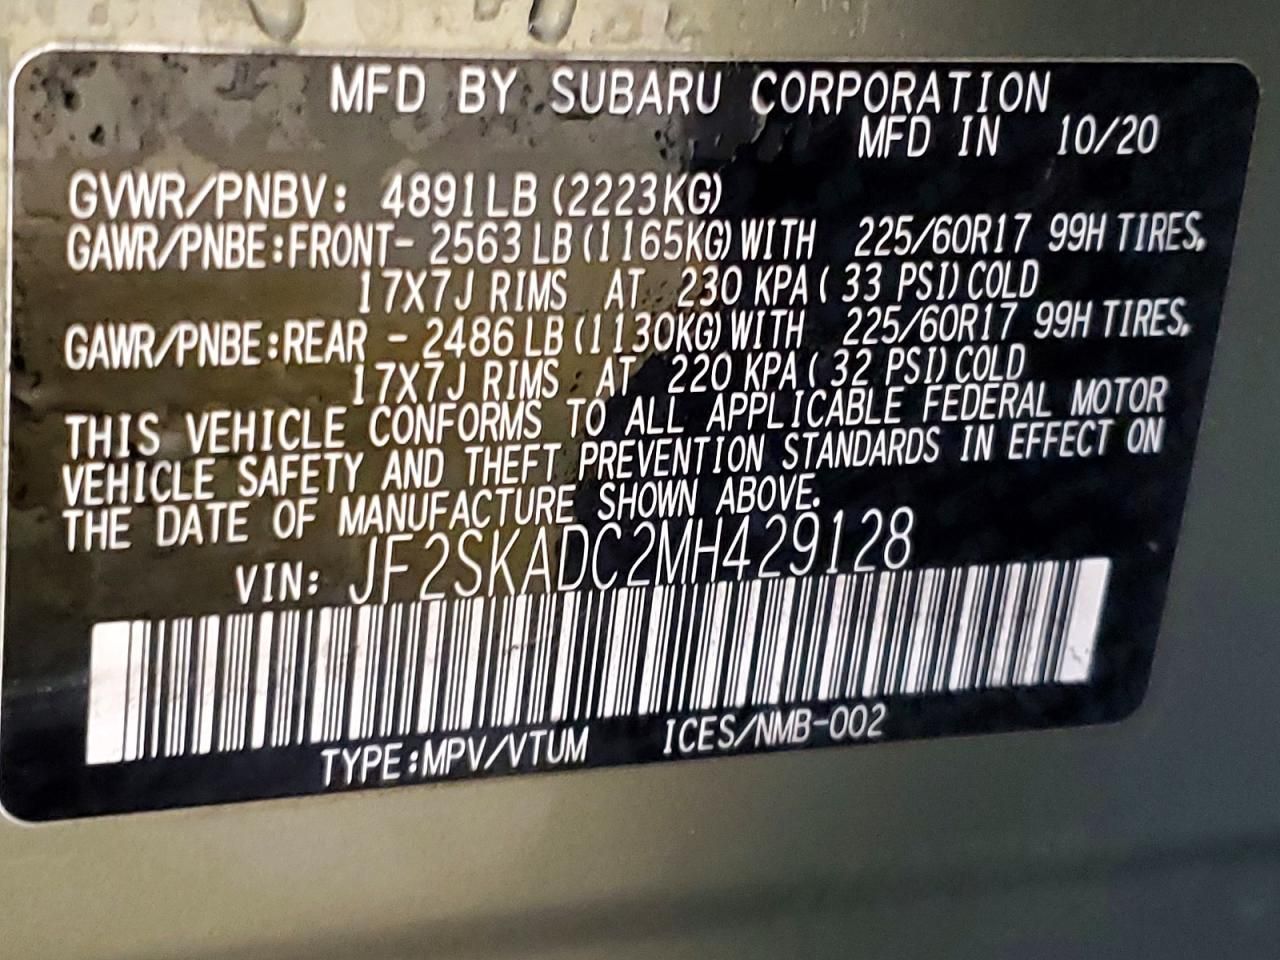 MFD BY SUBARU CORPORATION
MFD IN 10/20
GVWR/PNBV: 4891LB (2223KG)
GAWR/PNBE:FRONT- 2563 LB (1165KG) WITH 225/60R17 99H TIRES,
17X7J RIMS AT 230 KPA ( 33 PSI) COLD
GAWR/PNBE:REAR - 2486 LB (1130KG) WITH 225/60R17 99H TIRES,
17X7J RIMS AT 220 KPA ( 32 PSI) COLD
THIS VEHICLE CONFORMS TO ALL APPLICABLE FEDERAL MOTOR
VEHICLE SAFETY AND THEFT PREVENTION STANDARDS IN EFFECT ON
THE DATE OF MANUFACTURE SHOWN ABOVE.
VIN: JF2SKADC2MH429128
TYPE:MPV/VTUM ICES/NMB-002